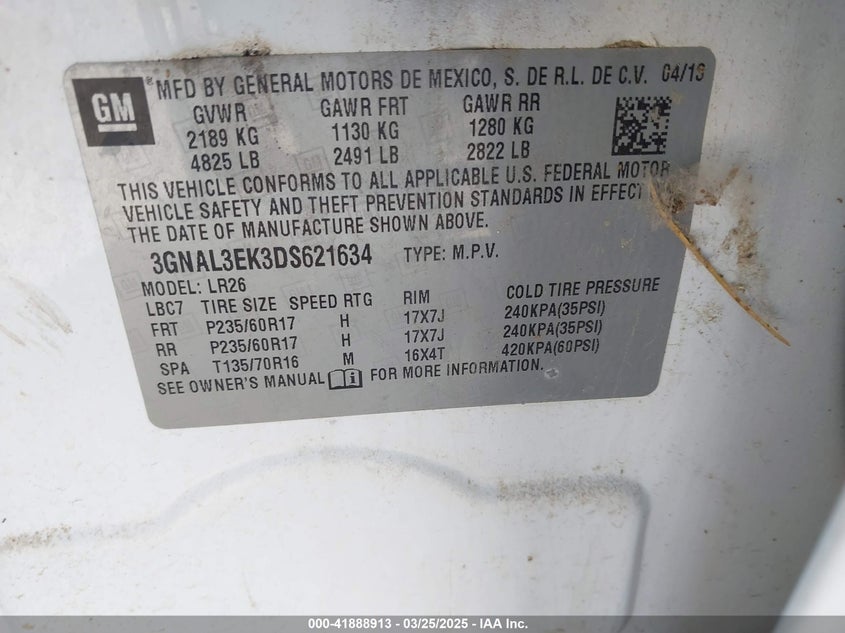 GM
® MFD BY GENERAL MOTORS DE MEXICO, S. DE R.L. DE C.V. 04/13
GVWR GAWR FRT GAWR RR
2189 KG 1130 KG 1280 KG
4825 LB 2491 LB 2822 LB
THIS VEHICLE CONFORMS TO ALL APPLICABLE U.S. FEDERAL MOTOR
VEHICLE SAFETY AND THEFT PREVENTION STANDARDS IN EFFECT
THE DATE OF MANUFACTURE SHOWN ABOVE.
3GNAL3EK3DS621634 TYPE: M.P.V.
MODEL: LR26
LBC7 TIRE SIZE SPEED RTG RIM COLD TIRE PRESSURE
FRT P235/60R17 H 17X7J 240KPA(35PSI)
RR P235/60R17 H 17X7J 240KPA(35PSI)
SPA T135/70R16 M 16X4T 420KPA(60PSI)
SEE OWNER'S MANUAL FOR MORE INFORMATION.
000-41888913 - 03/25/2025 - IAA Inc.